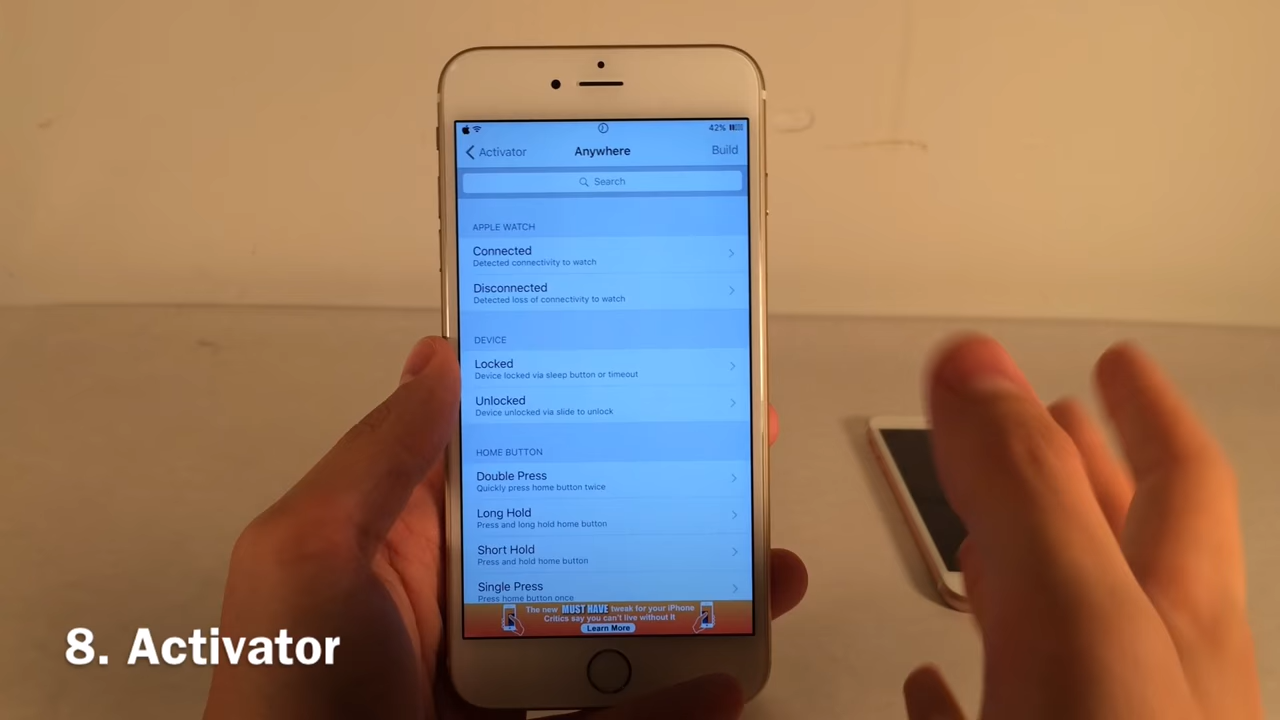 42%
Activator
Anywhere
Build
Search
APPLE WATCH
Connected
Detected connectivity to watch
Disconnected
Detected loss of connectivity to watch
DEVICE
Locked
Device locked via sleep button or timeout
Unlocked
Device unlocked via slide to unlock
HOME BUTTON
Double Press
Quickly press home button twice
Long Hold
Press and long hold home button
Short Hold
Press and hold home button
Single Press
Press home button once
The new MUST HAVE tweak for your iPhone
Critics say you can't live without it
Learn More
8. Activator